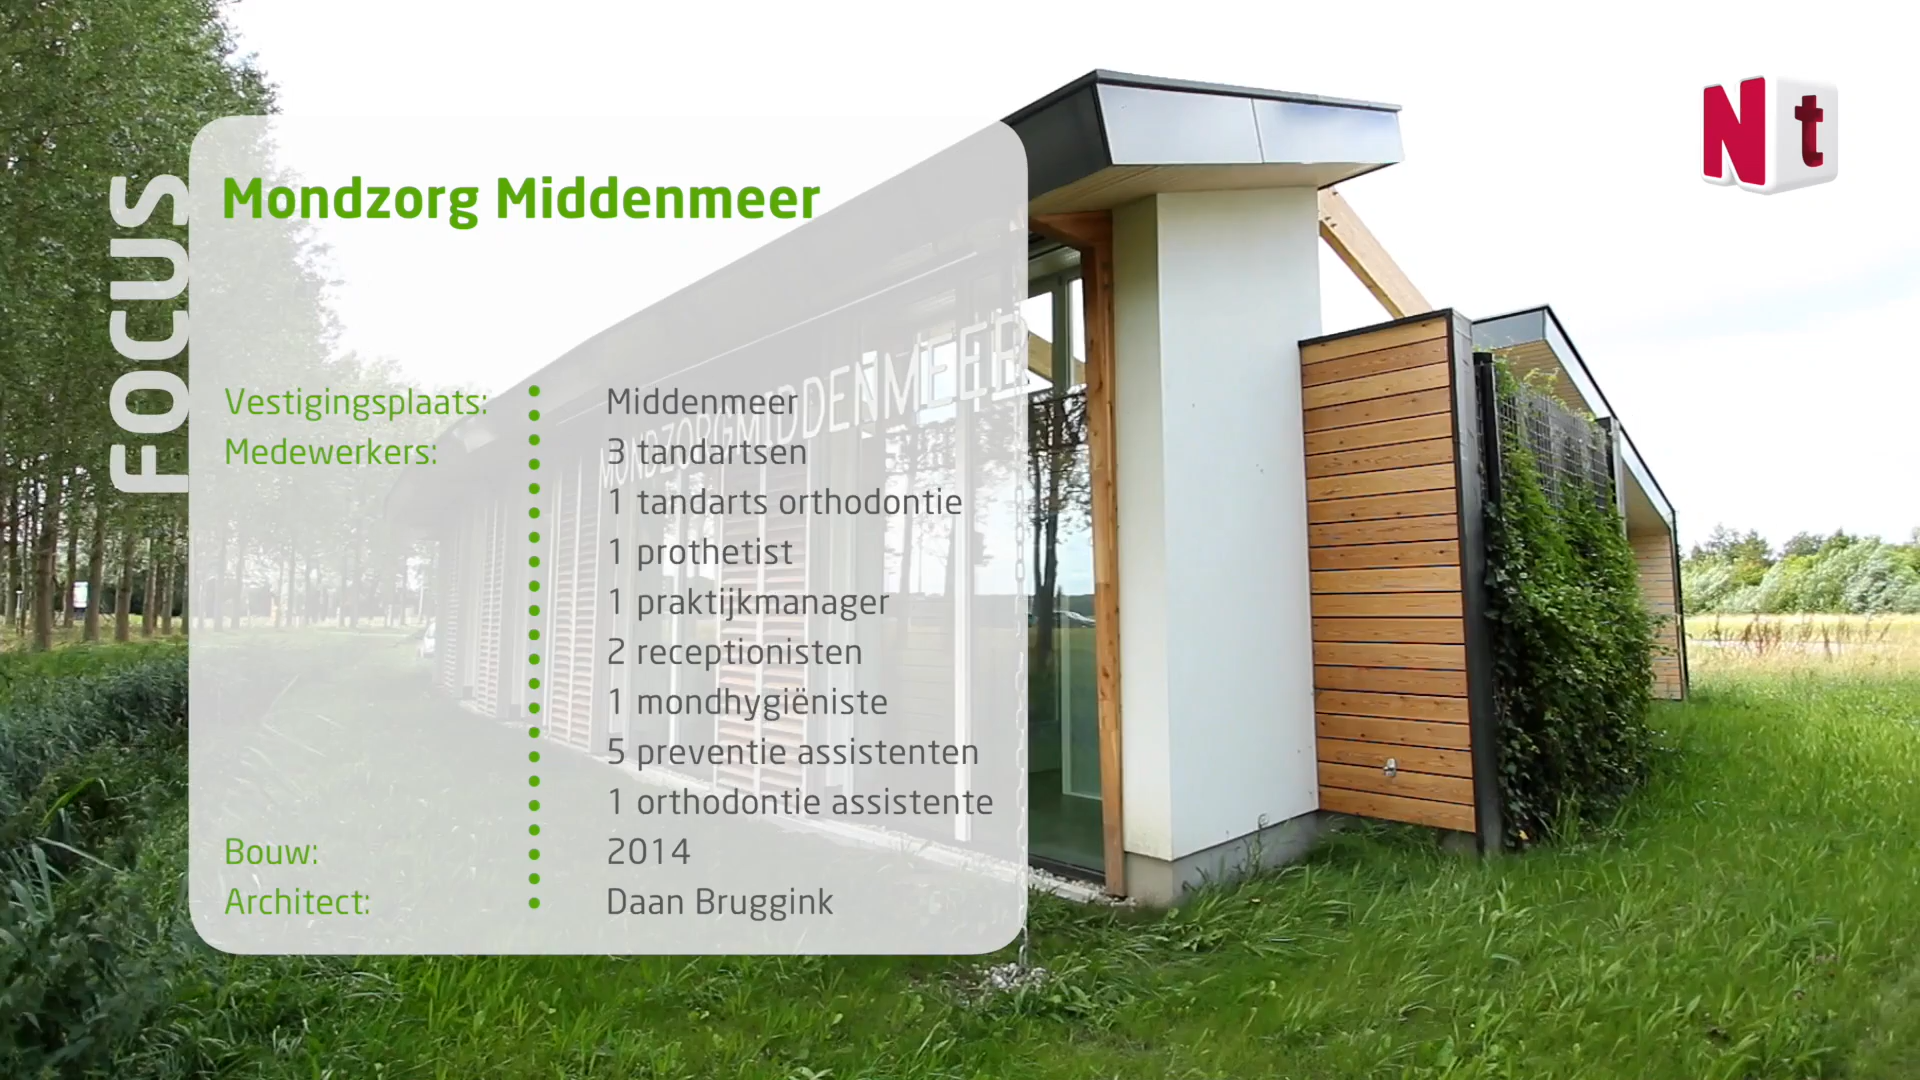 Nt
FOCUS
Mondzorg Middenmeer
MONDZORGMIDDENMEER
Vestigingsplaats: Middenmeer
Medewerkers: 3 tandartsen
1 tandarts orthodontie
1 prothetist
1 praktijkmanager
2 receptionisten
1 mondhygiëniste
5 preventie assistenten
1 orthodontie assistente
Bouw: 2014
Architect: Daan Bruggink